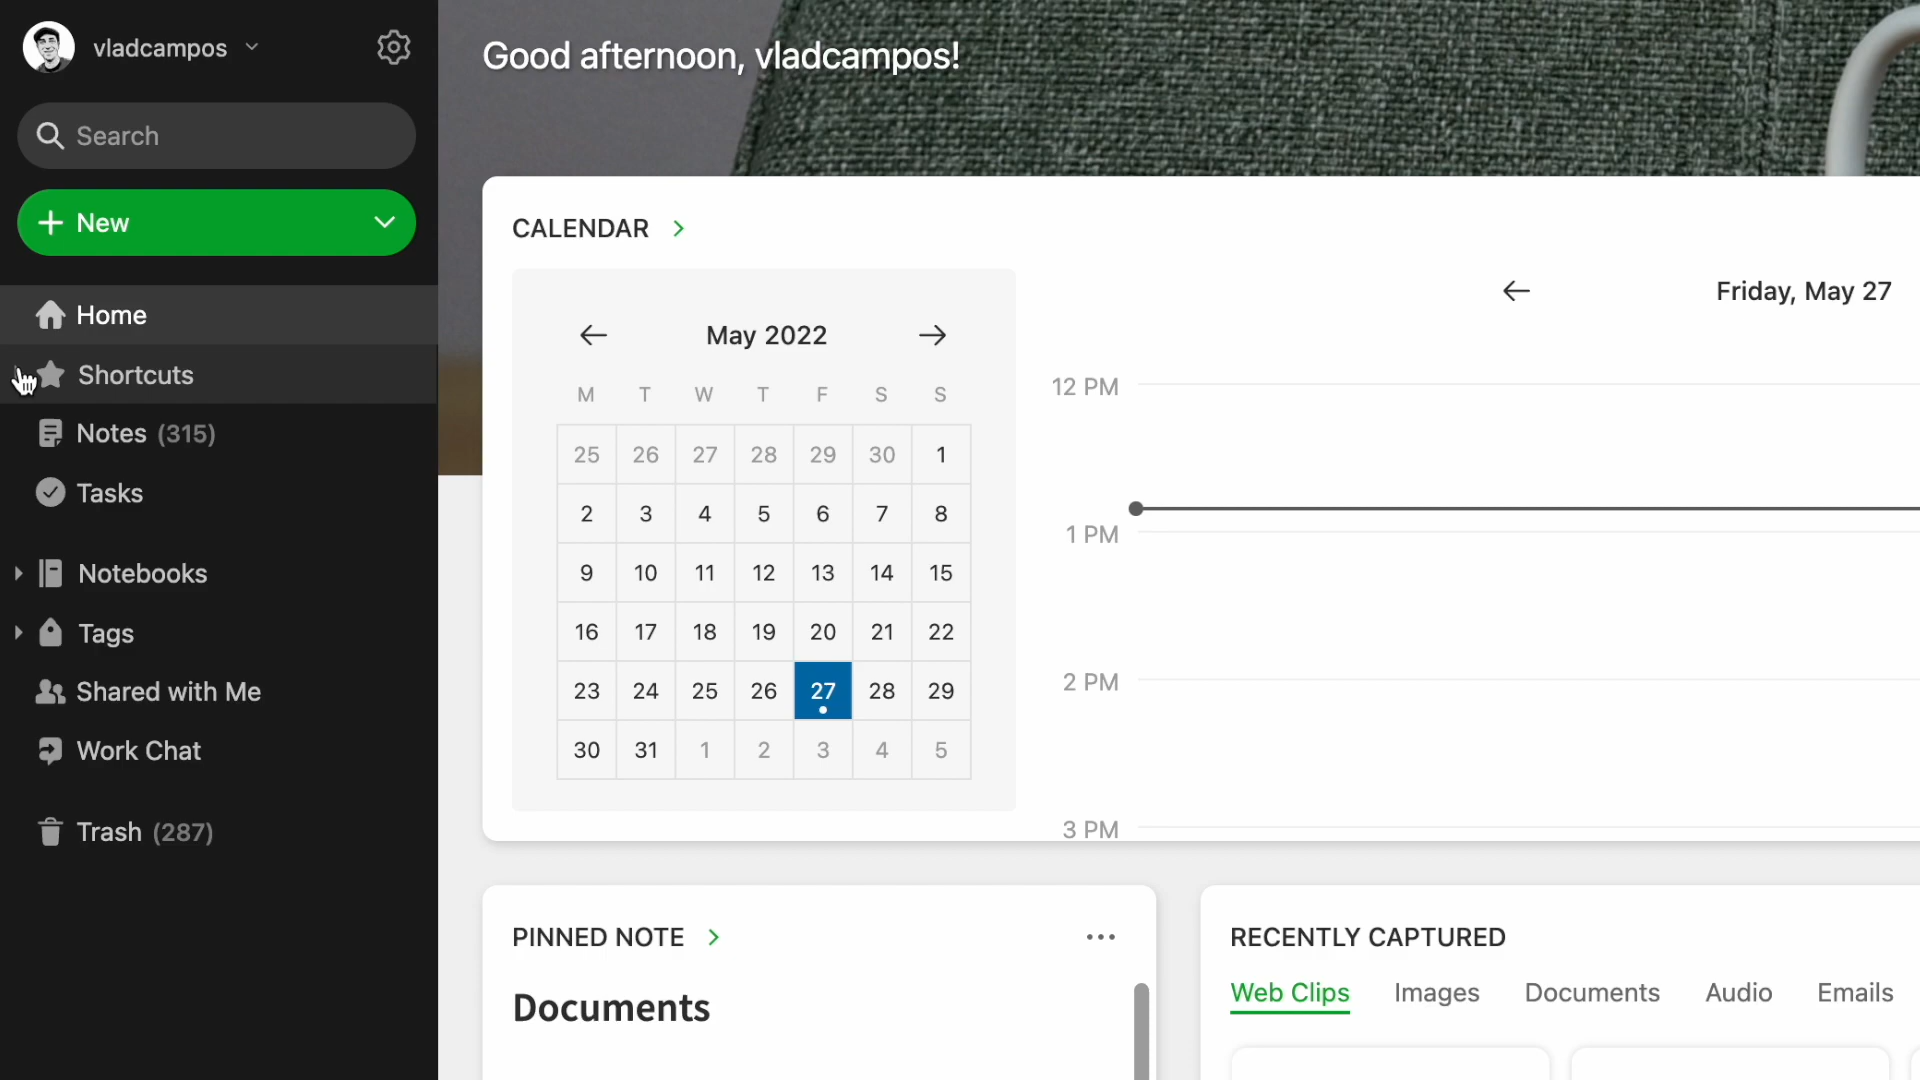 vladcampos
Search
New
Home
Shortcuts
Notes (315)
Tasks
Notebooks
Tags
Shared with Me
Work Chat
Trash (287)
Good afternoon, vladcampos!
CALENDAR
May 2022
M T W T F S S
25 26 27 28 29 30 1
2 3 4 5 6 7 8
9 10 11 12 13 14 15
16 17 18 19 20 21 22
23 24 25 26 27 28 29
30 31 1 2 3 4 5
Friday, May 27
12 PM
1 PM
2 PM
3 PM
PINNED NOTE
Documents
RECENTLY CAPTURED
Web Clips Images Documents Audio Emails